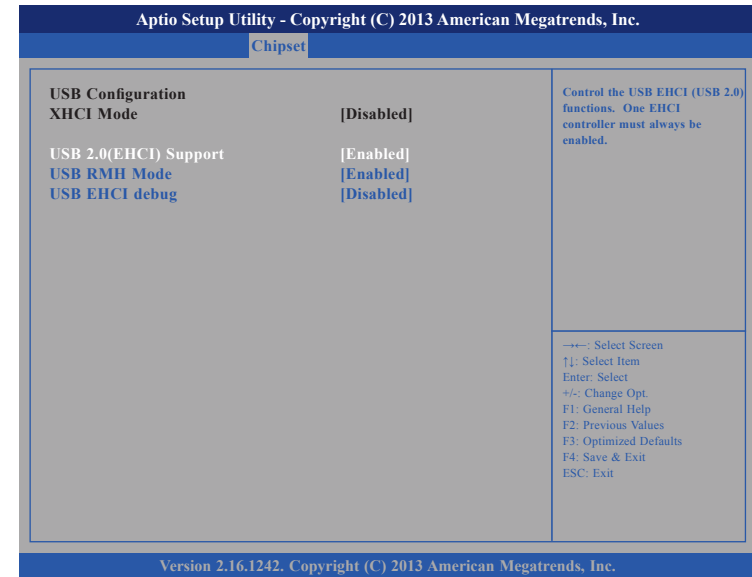 Aptio Setup Utility - Copyright (C) 2013 American Megatrends, Inc.
Chipset
USB Configuration
XHCI Mode [Disabled]
USB 2.0(EHCI) Support [Enabled]
USB RMH Mode [Enabled]
USB EHCI debug [Disabled]
Control the USB EHCI (USB 2.0)
functions. One EHCI
controller must always be
enabled.
→←: Select Screen
↑↓: Select Item
Enter: Select
+/-: Change Opt.
F1: General Help
F2: Previous Values
F3: Optimized Defaults
F4: Save & Exit
ESC: Exit
Version 2.16.1242. Copyright (C) 2013 American Megatrends, Inc.